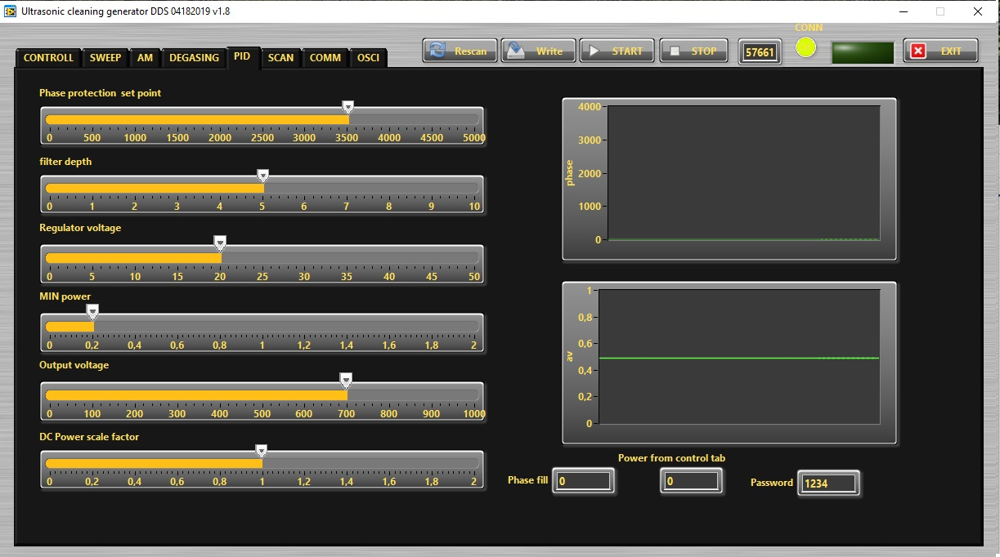 Ultrasonic cleaning generator DDS 04182019 v1.8
CONN
CONTROLL SWEEP AM DEGASING PID SCAN COMM OSCI
Rescan Write START STOP 57661 EXIT
Phase protection  set point
0 500 1000 1500 2000 2500 3000 3500 4000 4500 5000
filter depth
0 1 2 3 4 5 6 7 8 9 10
Regulator voltage
0 5 10 15 20 25 30 35 40 45 50
MIN power
0 0,2 0,4 0,6 0,8 1 1,2 1,4 1,6 1,8 2
Output voltage
0 100 200 300 400 500 600 700 800 900 1000
DC Power scale factor
0 0,2 0,4 0,6 0,8 1 1,2 1,4 1,6 1,8 2
4000
3000
2000
1000
0
phase
1
0,8
0,6
0,4
0,2
0
av
Power from control tab
Phase fill 0 0 Password 1234